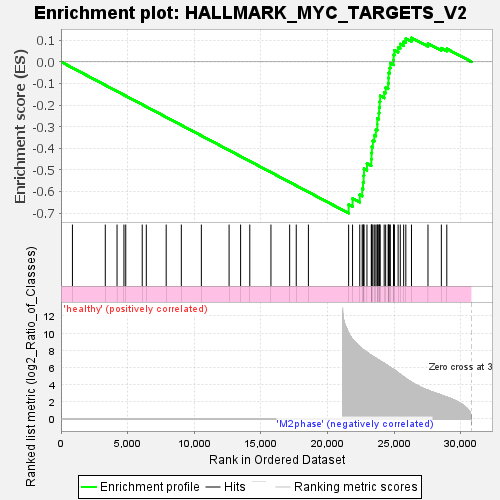 Enrichment plot: HALLMARK_MYC_TARGETS_V2
Enrichment score (ES)
0.1
0.0
-0.1
-0.2
-0.3
-0.4
-0.5
-0.6
-0.7
'healthy' (positively correlated)
Ranked list metric (log2_Ratio_of_Classes)
12
10
8
6
4
2
0
Zero cross at 3
'M2phase' (negatively correlated)
0 5,000 10,000 15,000 20,000 25,000 30,000
Rank in Ordered Dataset
Enrichment profile Hits Ranking metric scores